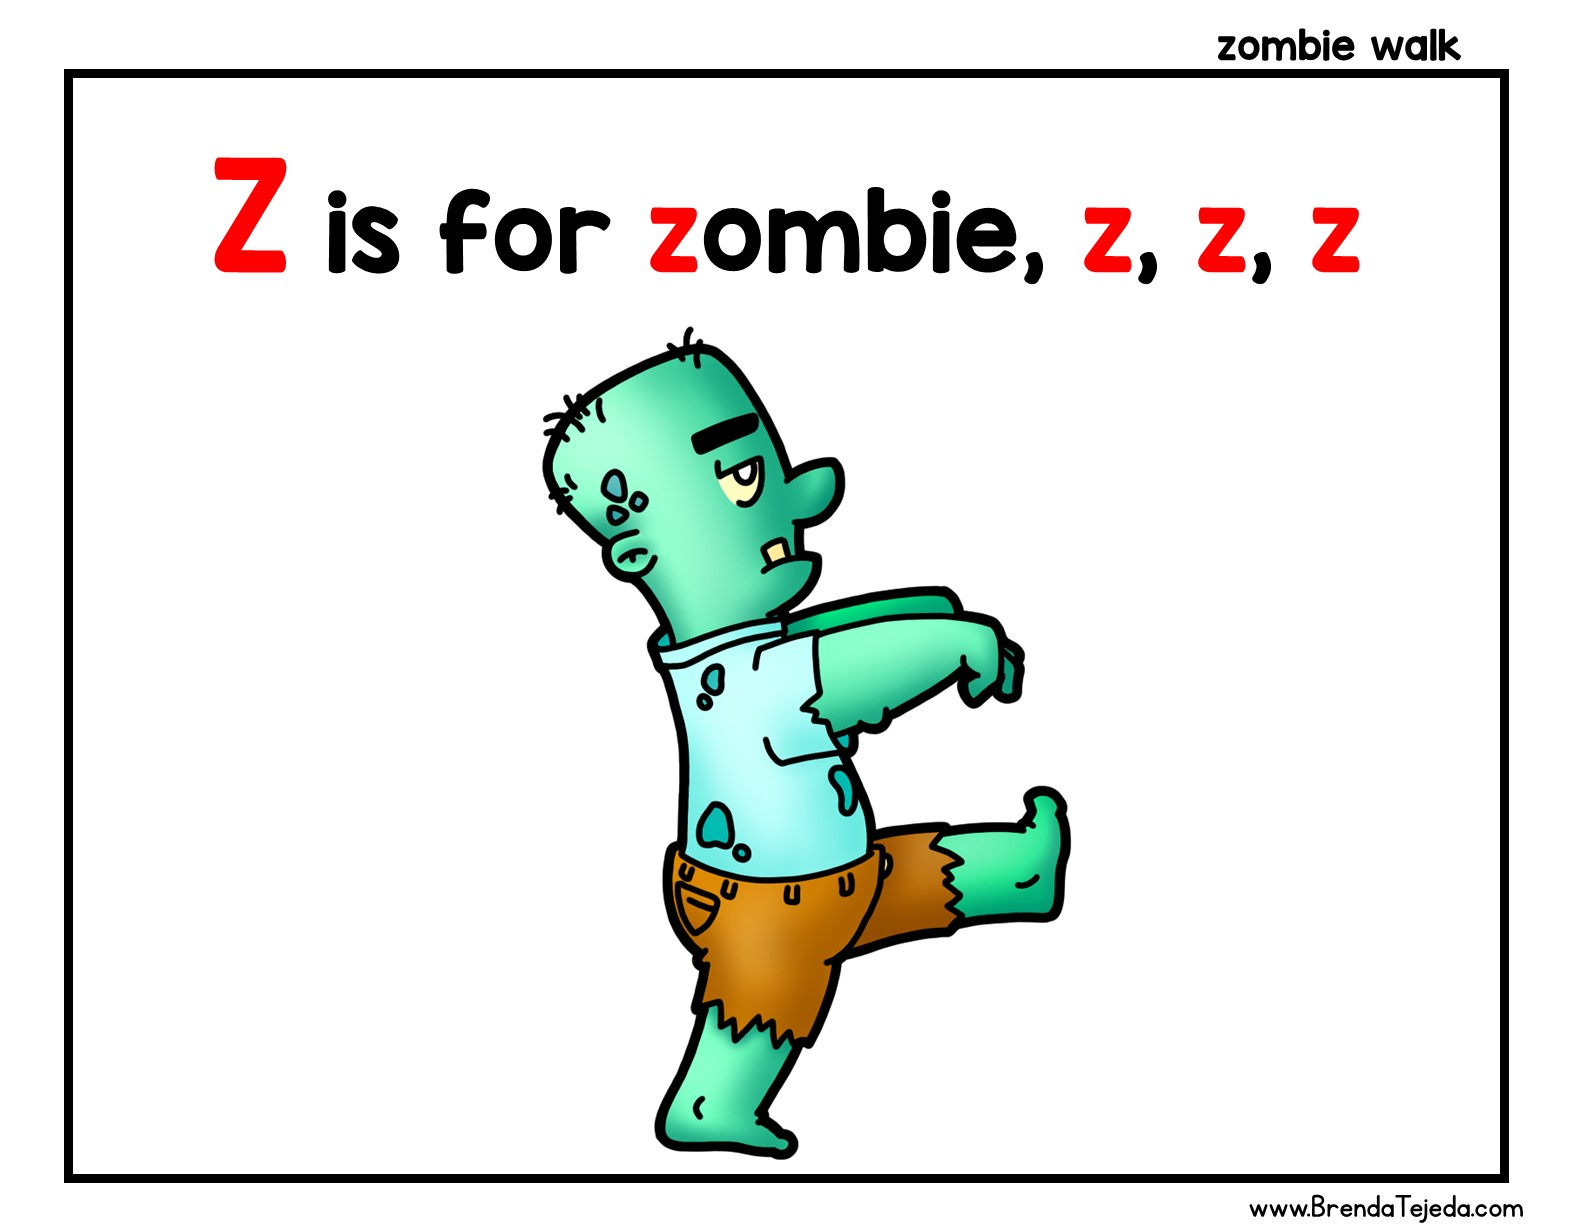 zombie walk
Z is for zombie, z, z, z
www.BrendaTejeda.com